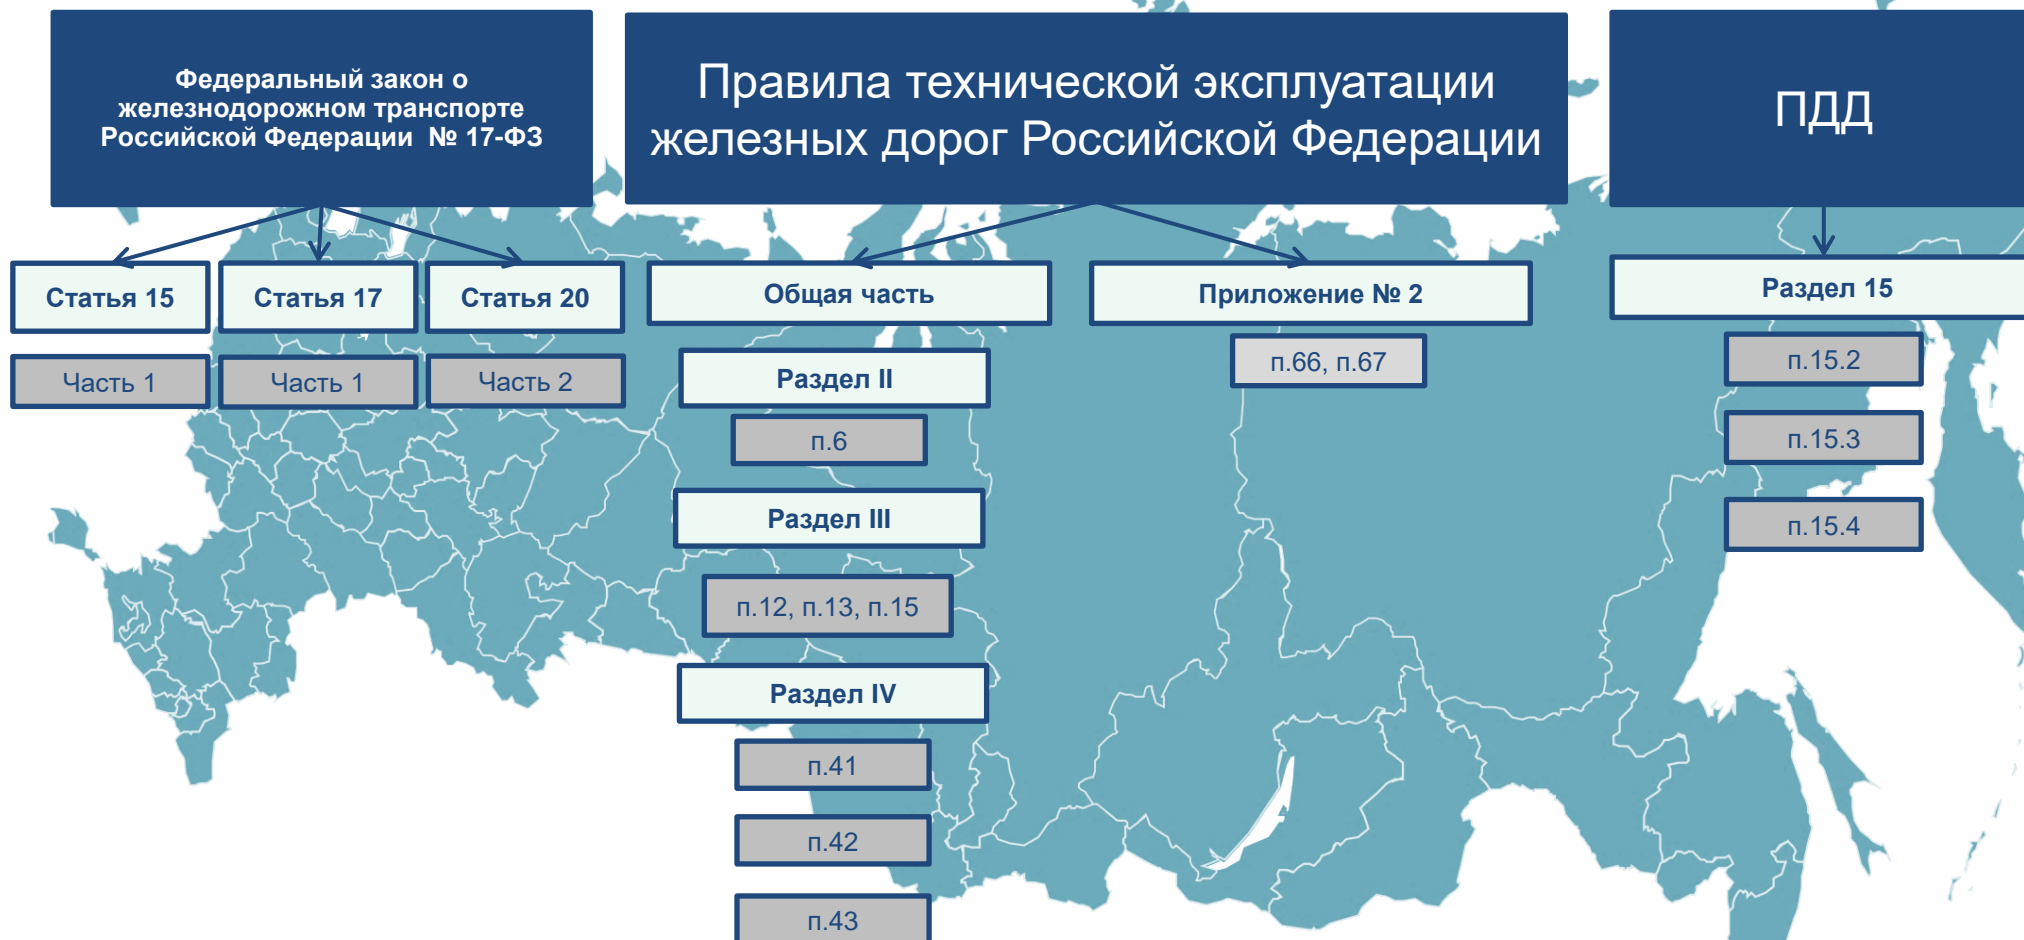 Федеральный закон о
железнодорожном транспорте
Российской Федерации № 17-ФЗ
Правила технической эксплуатации
железных дорог Российской Федерации
ПДД
Статья 15
Статья 17
Статья 20
Общая часть
Приложение № 2
Раздел 15
Часть 1
Часть 1
Часть 2
Раздел II
п.6
Раздел III
п.12, п.13, п.15
Раздел IV
п.41
п.42
п.43
п.66, п.67
п.15.2
п.15.3
п.15.4